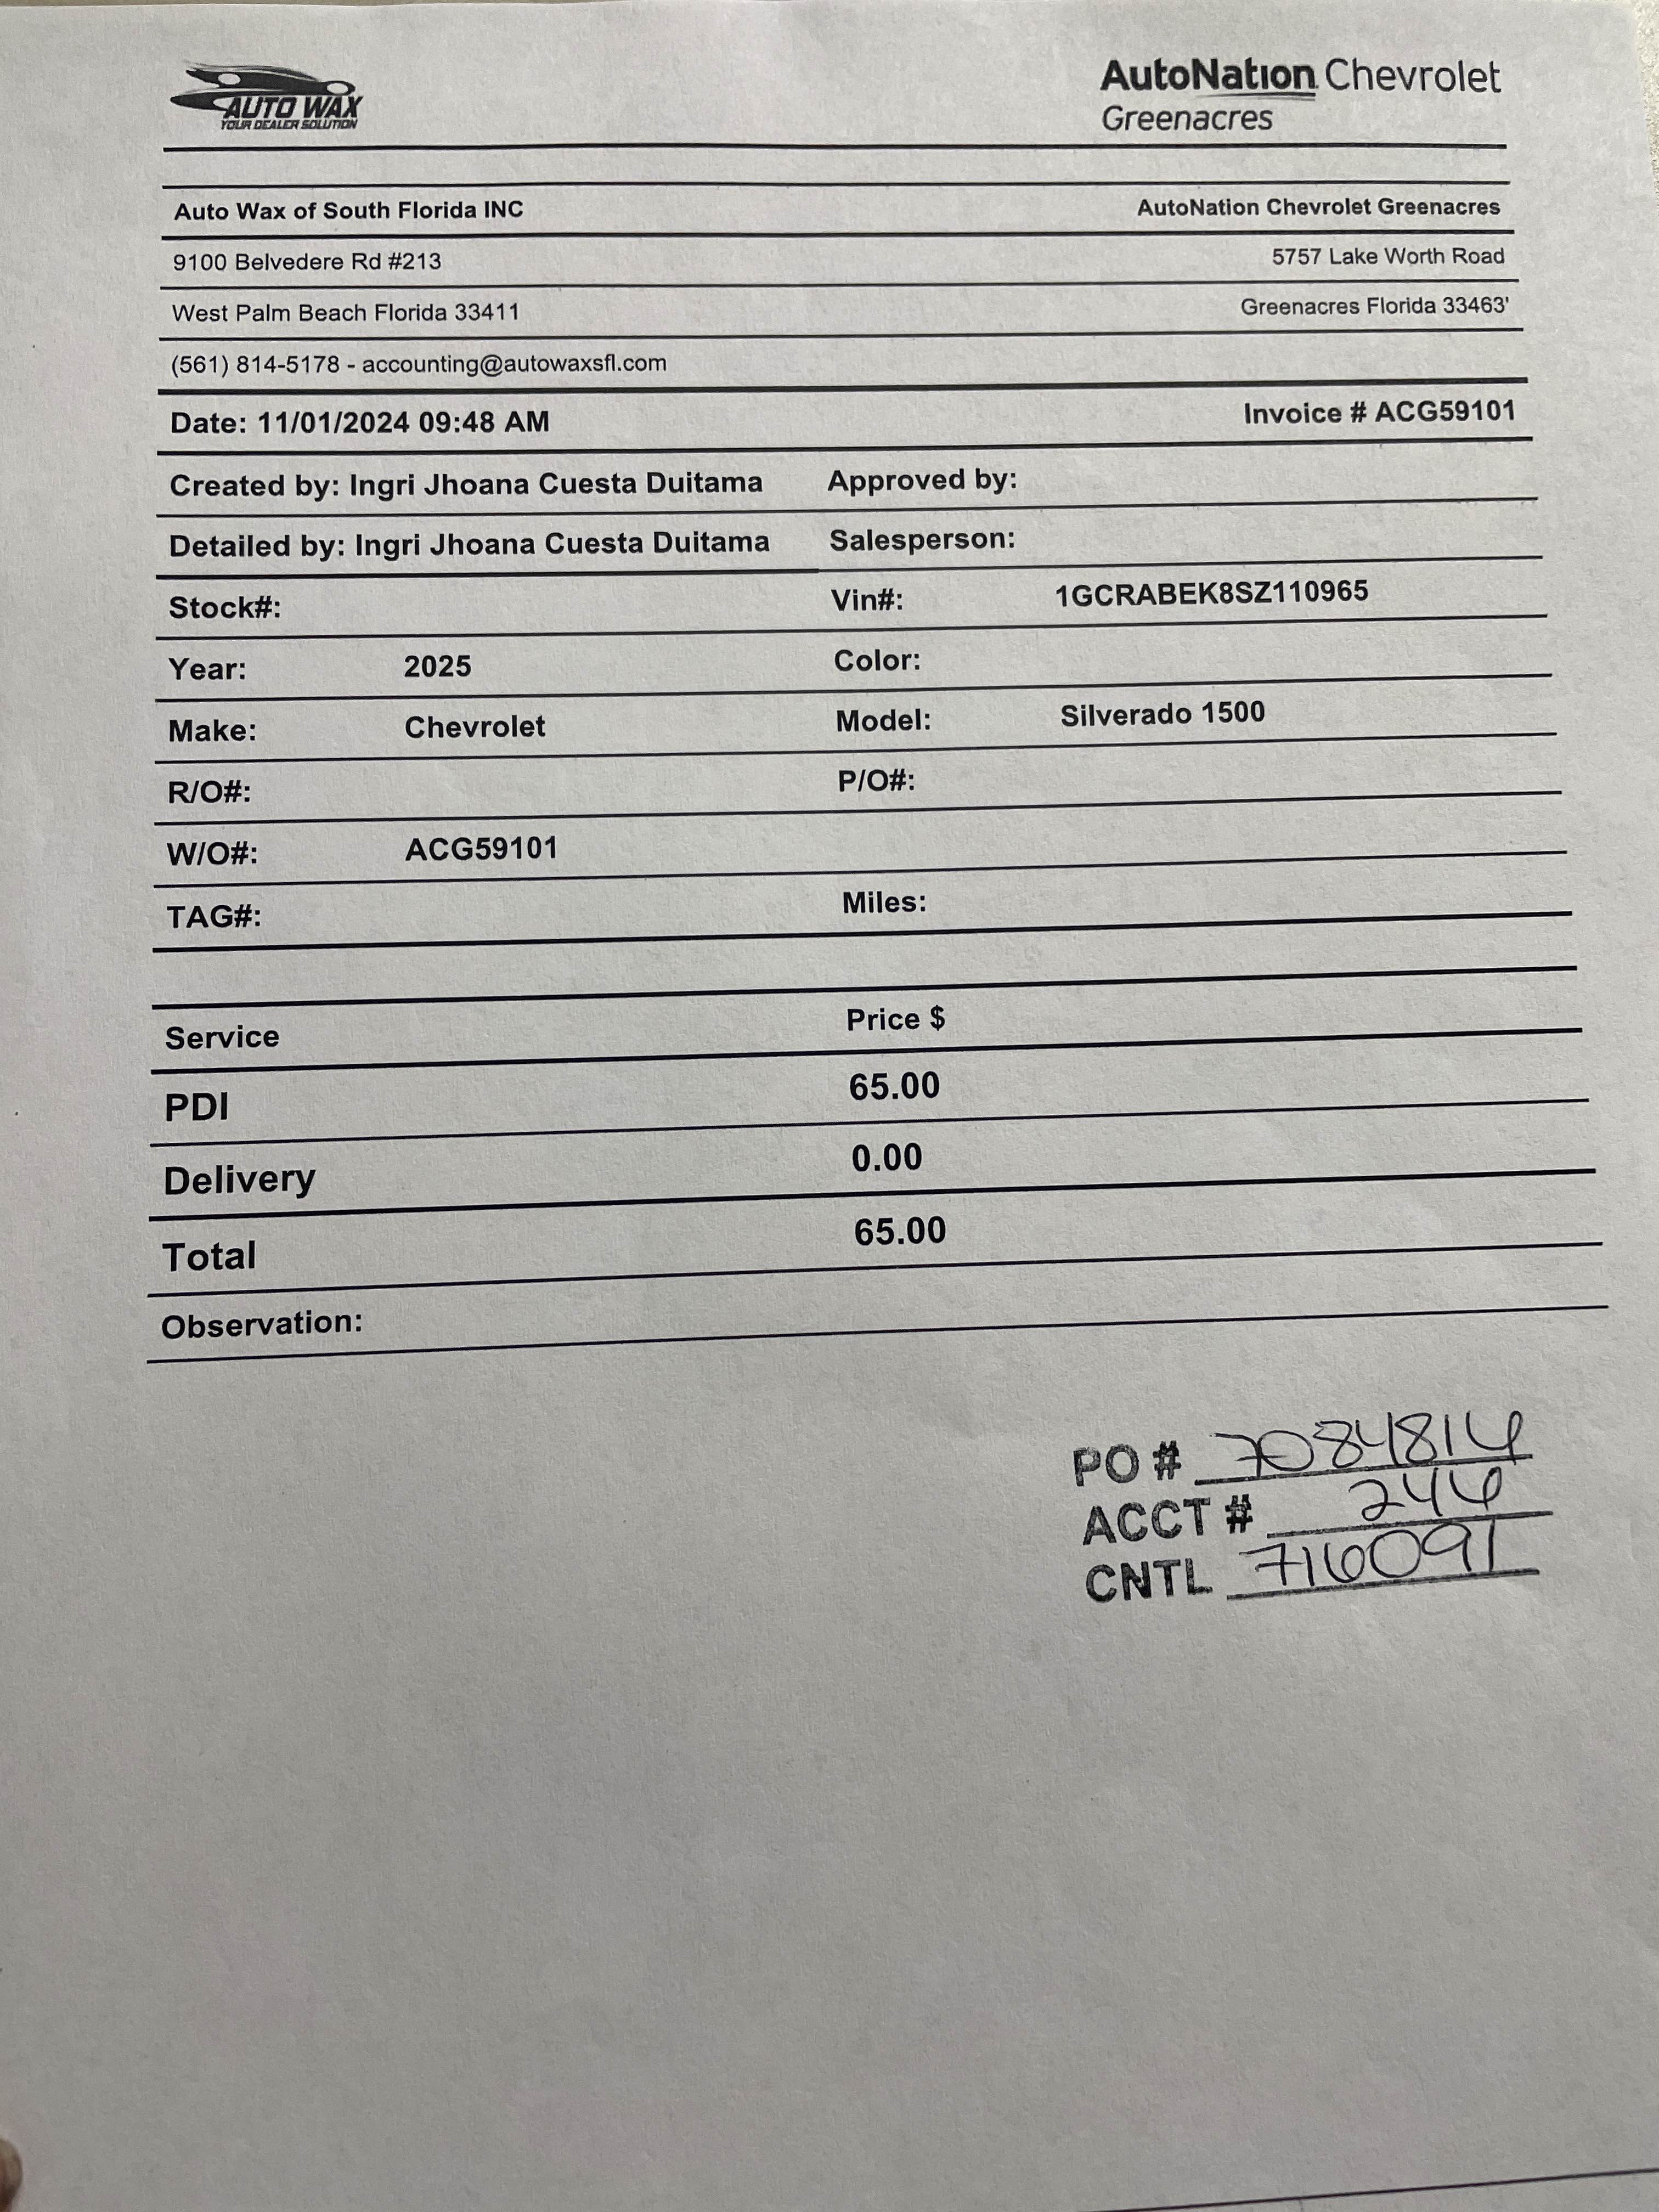 AUTO WAX
YOUR DEALER SOLUTION
AutoNation Chevrolet
Greenacres
Auto Wax of South Florida INC AutoNation Chevrolet Greenacres
9100 Belvedere Rd #213 5757 Lake Worth Road
West Palm Beach Florida 33411 Greenacres Florida 33463'
(561) 814-5178 - accounting@autowaxsfl.com
Date: 11/01/2024 09:48 AM Invoice # ACG59101
Created by: Ingri Jhoana Cuesta Duitama Approved by:
Detailed by: Ingri Jhoana Cuesta Duitama Salesperson:
Stock#: Vin#: 1GCRABEK8SZ110965
Year: 2025 Color:
Make: Chevrolet Model: Silverado 1500
R/O#: P/O#:
W/O#: ACG59101
TAG#: Miles:
Service Price $
PDI 65.00
Delivery 0.00
Total 65.00
Observation:
PO #
ACCT #
CNTL